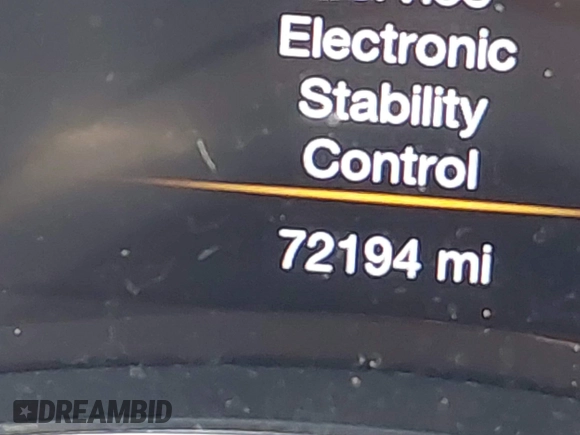 Electronic
Stability
Control
72194 mi
DREAMBID